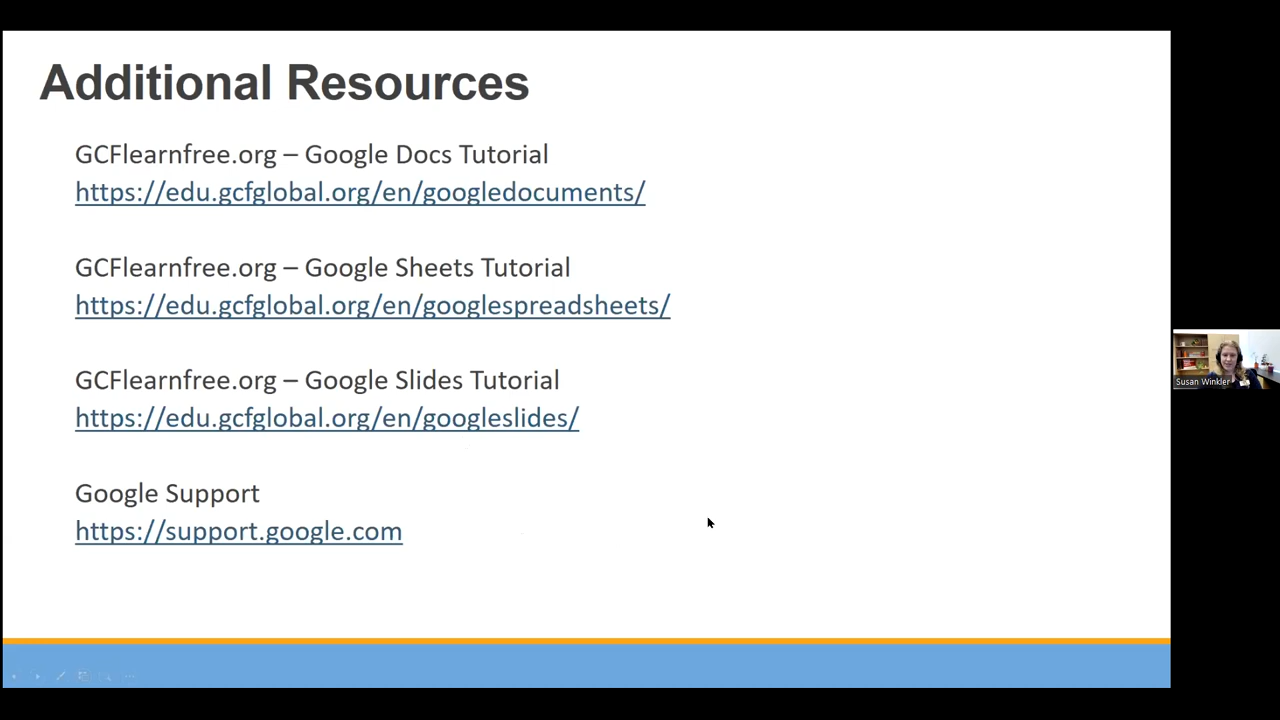 Additional Resources
GCFlearnfree.org – Google Docs Tutorial
https://edu.gcfglobal.org/en/googledocuments/
GCFlearnfree.org – Google Sheets Tutorial
https://edu.gcfglobal.org/en/googlespreadsheets/
GCFlearnfree.org – Google Slides Tutorial
https://edu.gcfglobal.org/en/googleslides/
Google Support
https://support.google.com
Susan Winkler